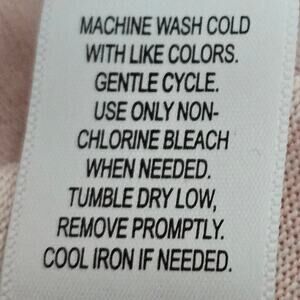 MACHINE WASH COLD
WITH LIKE COLORS.
GENTLE CYCLE.
USE ONLY NON-
CHLORINE BLEACH
WHEN NEEDED.
TUMBLE DRY LOW,
REMOVE PROMPTLY.
COOL IRON IF NEEDED.